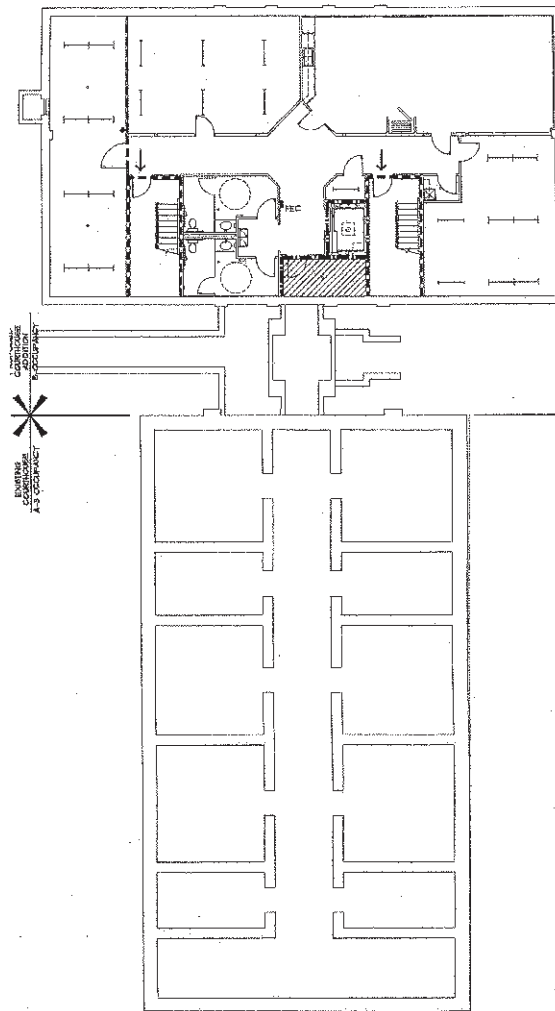 FEC
COURTHOUSE
ADDITION
B-OCCUPANCY
EXISTING
COURTHOUSE
A-3 OCCUPANCY